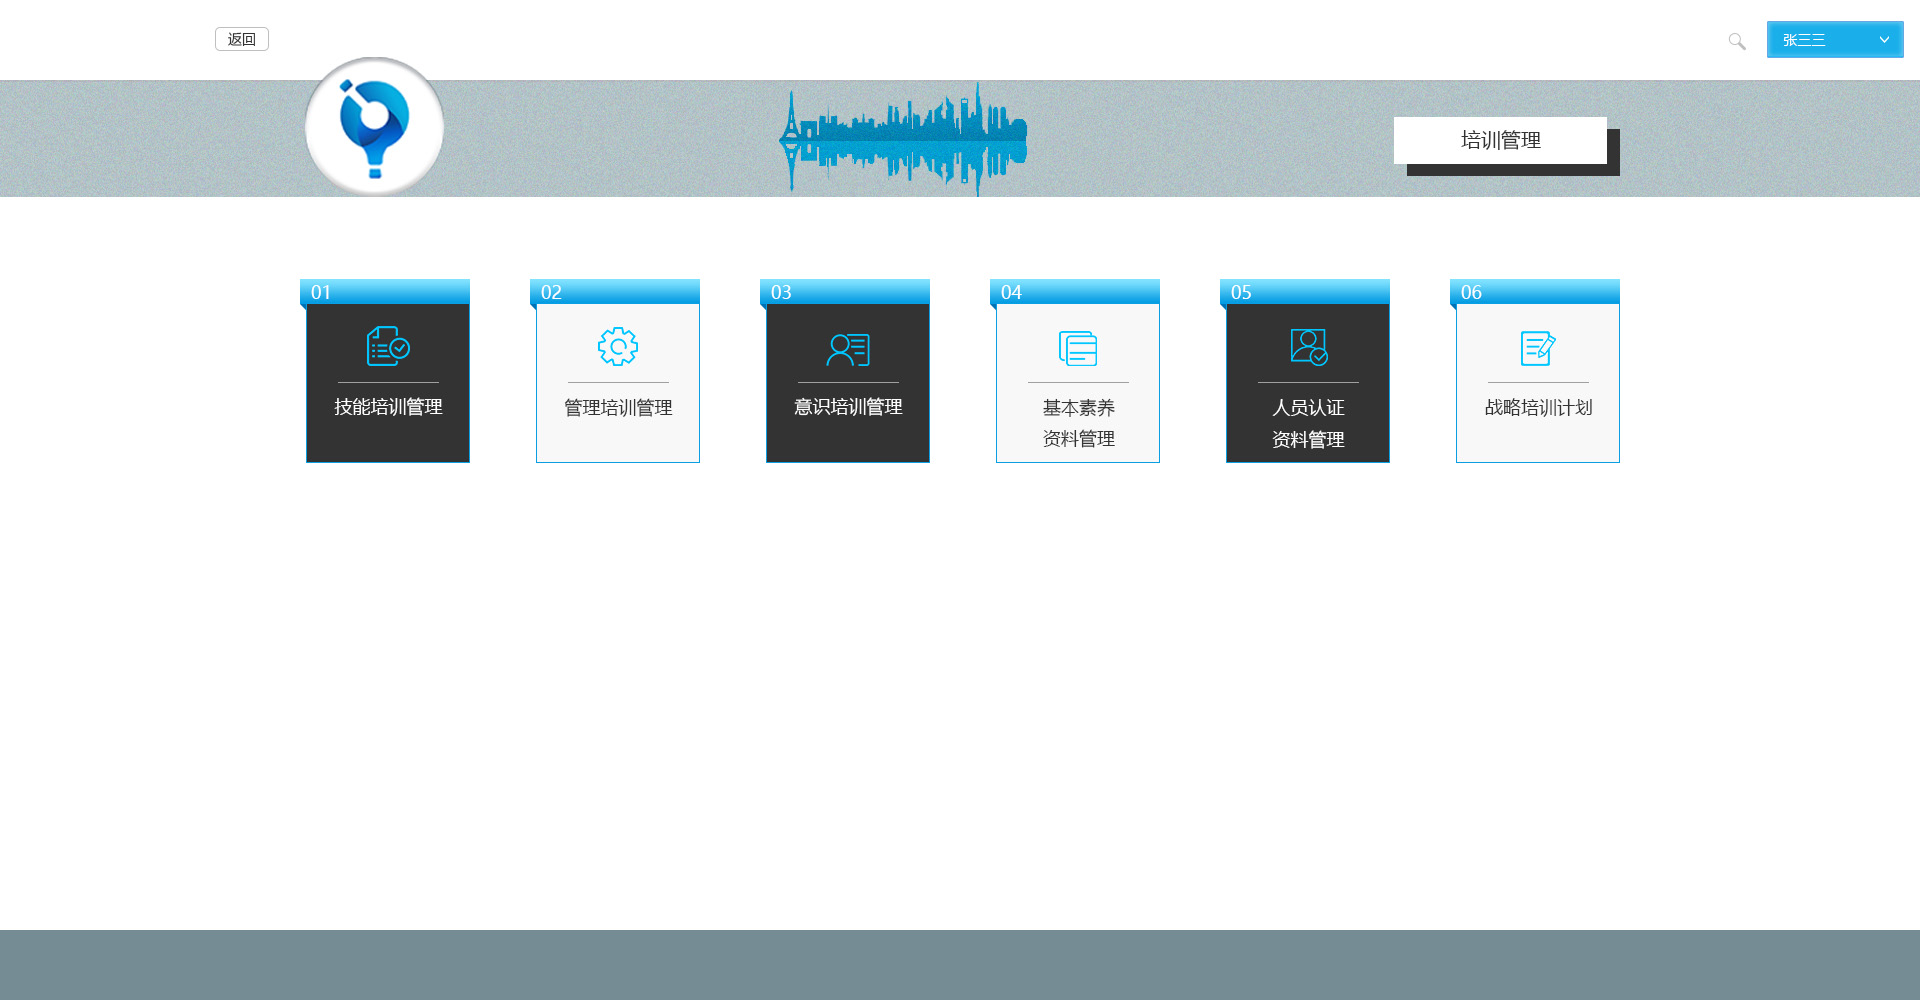 返回
张三三
培训管理
01
技能培训管理
02
管理培训管理
03
意识培训管理
04
基本素养
资料管理
05
人员认证
资料管理
06
战略培训计划